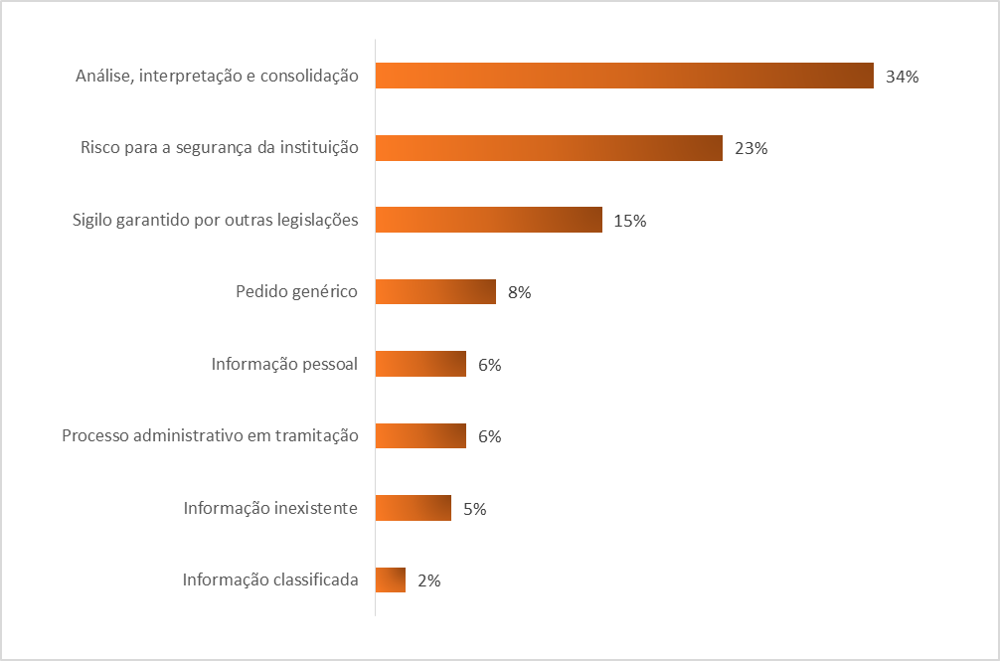 Análise, interpretação e consolidação 34%
Risco para a segurança da instituição 23%
Sigilo garantido por outras legislações 15%
Pedido genérico 8%
Informação pessoal 6%
Processo administrativo em tramitação 6%
Informação inexistente 5%
Informação classificada 2%